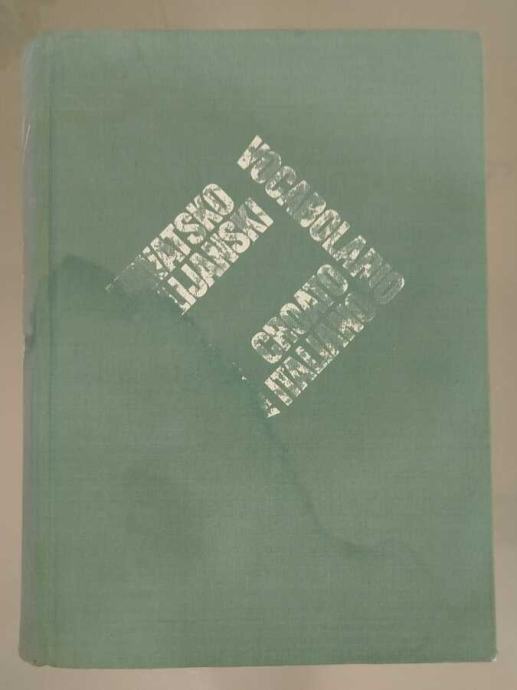 VATSKO
LIJANSKI
VOCABOLARIO
CROATO
ITALIANO